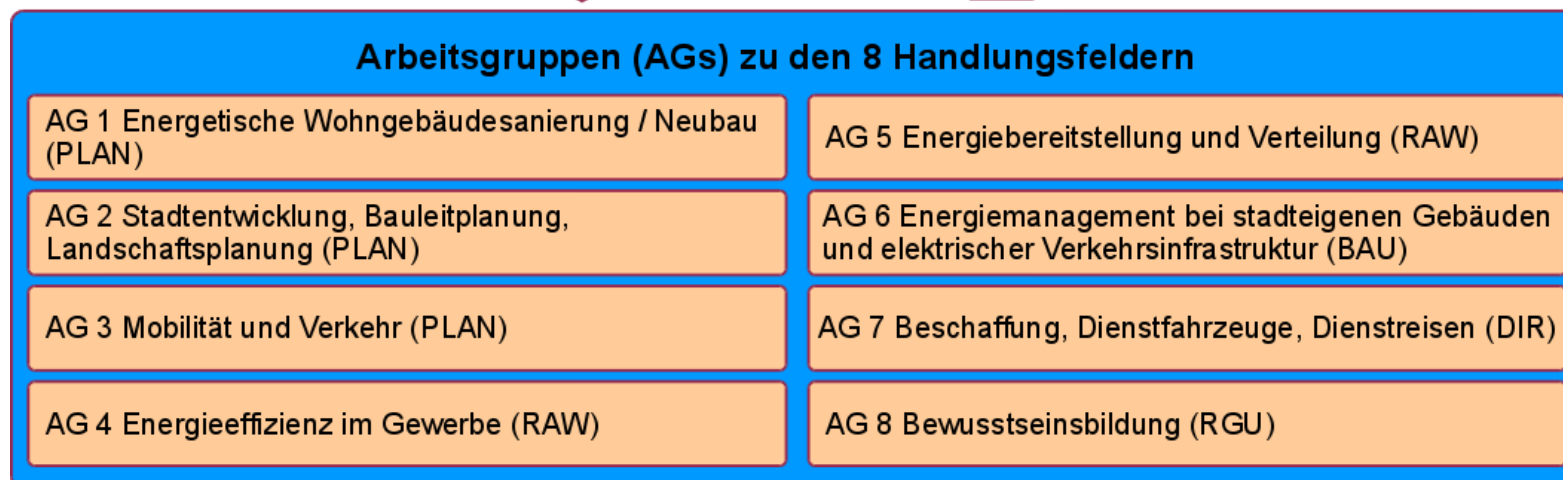 Arbeitsgruppen (AGs) zu den 8 Handlungsfeldern
AG 1 Energetische Wohngebäudesanierung / Neubau
(PLAN)
AG 2 Stadtentwicklung, Bauleitplanung,
Landschaftsplanung (PLAN)
AG 3 Mobilität und Verkehr (PLAN)
AG 4 Energieeffizienz im Gewerbe (RAW)
AG 5 Energiebereitstellung und Verteilung (RAW)
AG 6 Energiemanagement bei stadteigenen Gebäuden
und elektrischer Verkehrsinfrastruktur (BAU)
AG 7 Beschaffung, Dienstfahrzeuge, Dienstreisen (DIR)
AG 8 Bewusstseinsbildung (RGU)